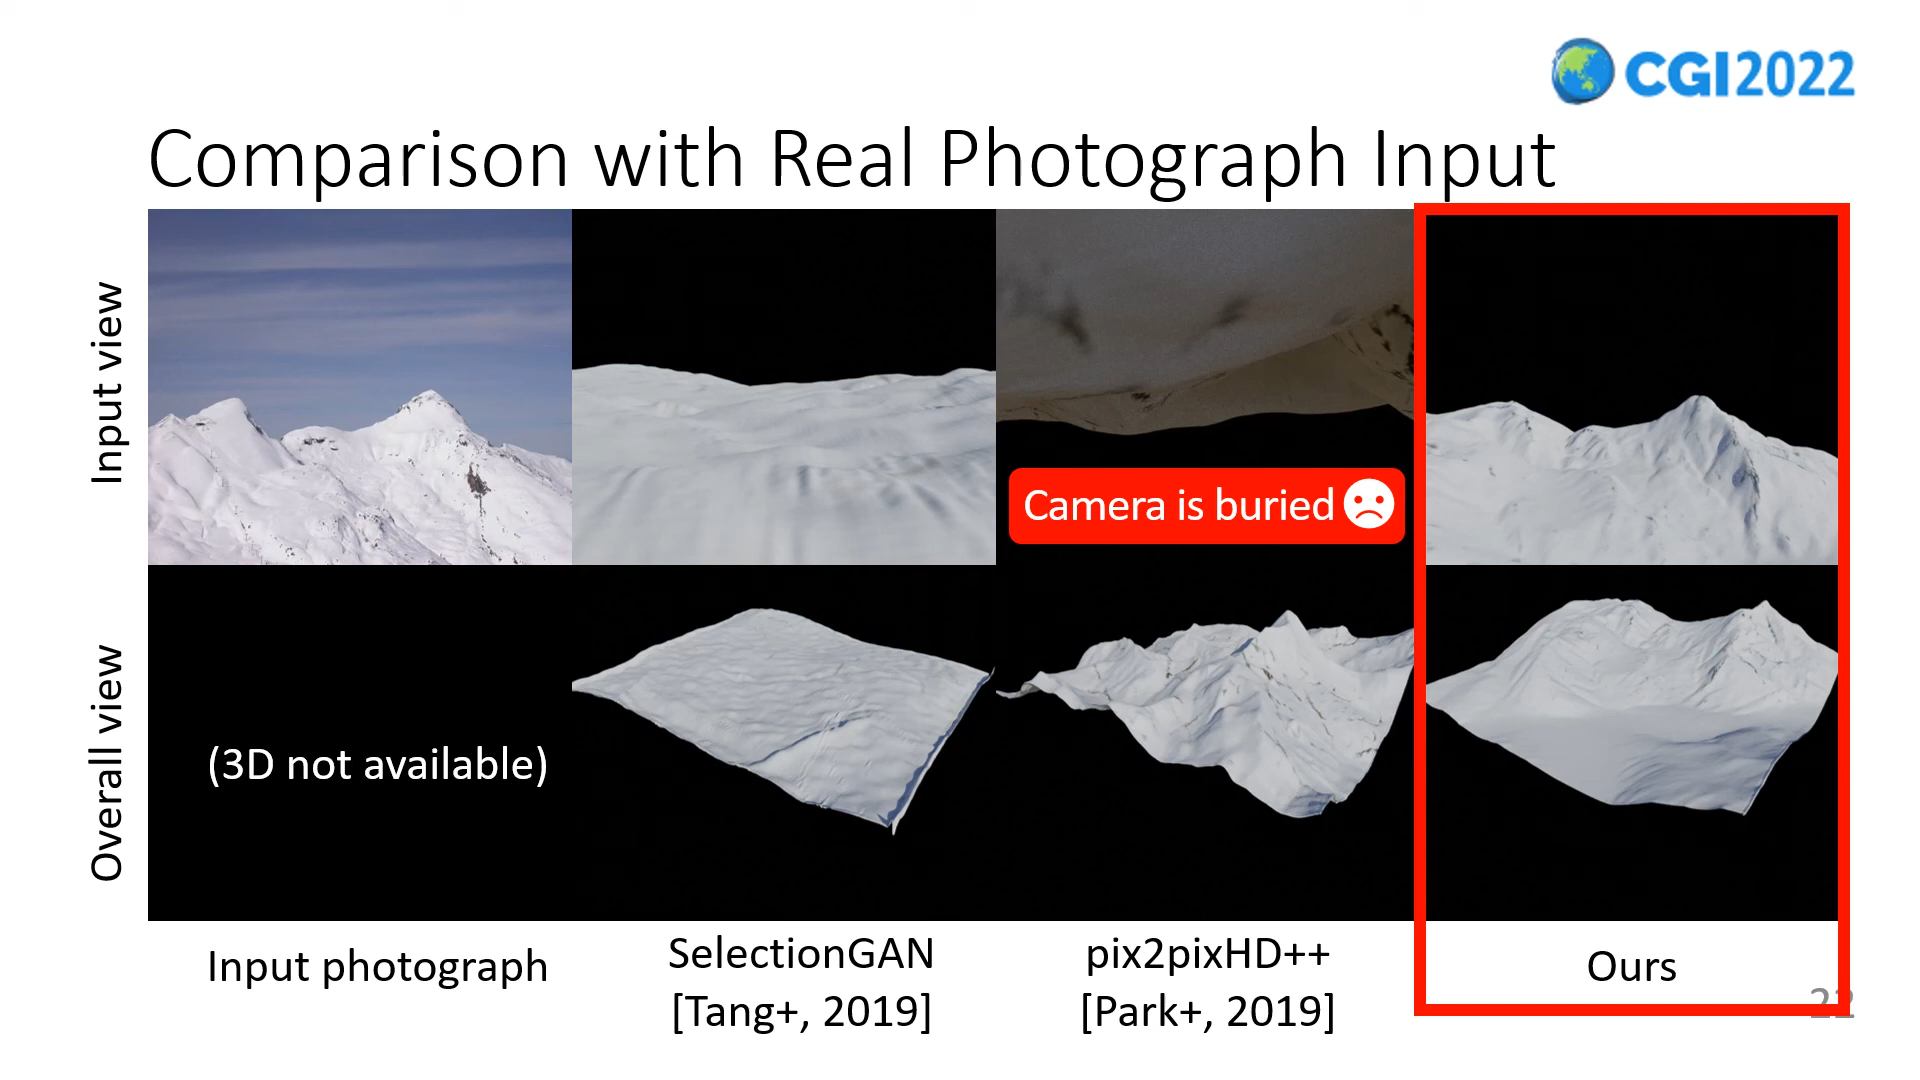 CGI2022
Comparison with Real Photograph Input
Input view
Camera is buried
Overall view
(3D not available)
Input photograph
SelectionGAN
[Tang+, 2019]
pix2pixHD++
[Park+, 2019]
Ours
22